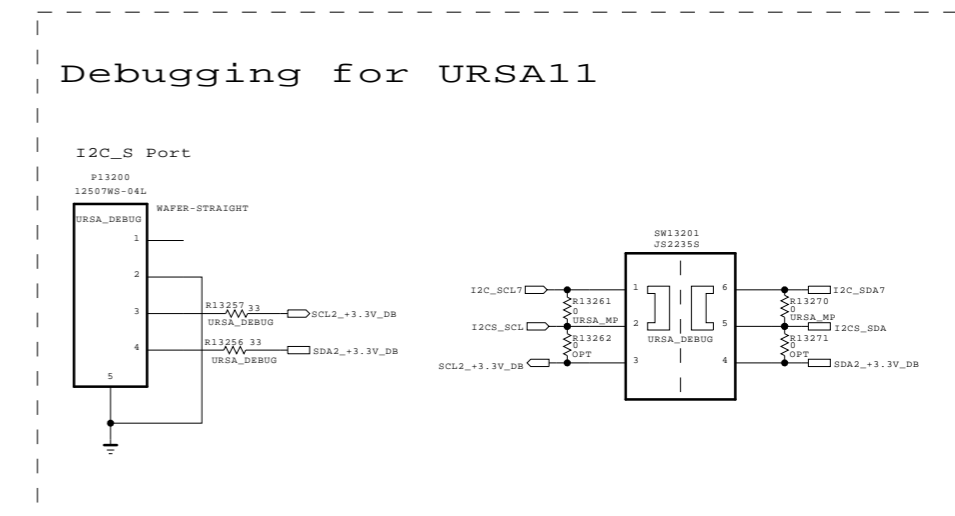 Debugging for URSA11
I2C_S Port
P13200
12507WS-04L
WAFER-STRAIGHT
URSA_DEBUG
1
2
3
4
5
R13257 33
URSA_DEBUG
SCL2_+3.3V_DB
R13256 33
URSA_DEBUG
SDA2_+3.3V_DB
SW13201
JS2235S
I2C_SCL7
I2CS_SCL
SCL2_+3.3V_DB
R13261
0
URSA_MP
R13262
0
OPT
1
2
3
URSA_DEBUG
6
5
4
R13270
0
URSA_MP
R13271
0
OPT
I2C_SDA7
I2CS_SDA
SDA2_+3.3V_DB